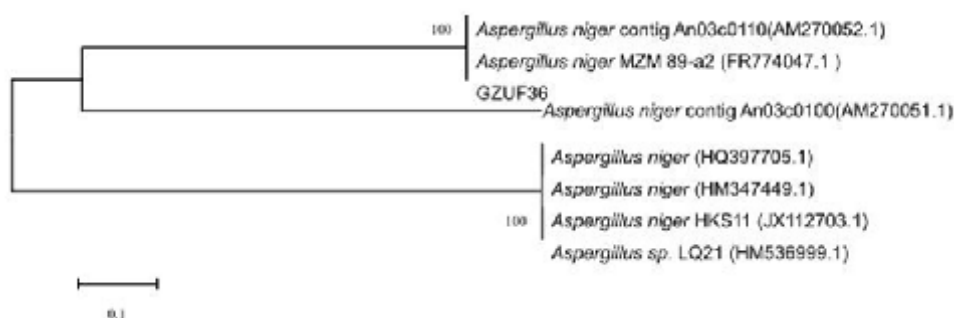 100
Aspergillus niger contig An03c0110(AM270052.1)
Aspergillus niger MZM 89-a2 (FR774047.1 )
GZUF36
Aspergillus niger contig An03c0100(AM270051.1)
Aspergillus niger (HQ397705.1)
Aspergillus niger (HM347449.1)
100
Aspergillus niger HKS11 (JX112703.1)
Aspergillus sp. LQ21 (HM536999.1)
0.1